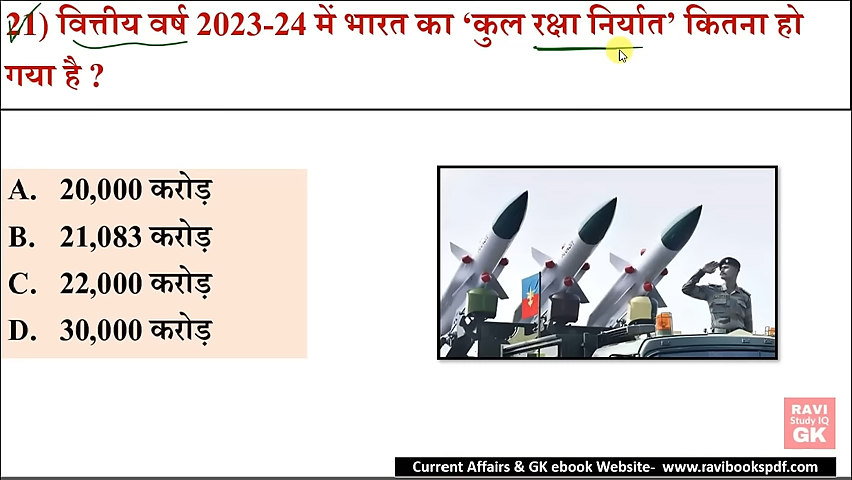 21) वित्तीय वर्ष 2023-24 में भारत का ‘कुल रक्षा निर्यात’ कितना हो
गया है ?
A. 20,000 करोड़
B. 21,083 करोड़
C. 22,000 करोड़
D. 30,000 करोड़
RAVI
Study IQ
GK
Current Affairs & GK ebook Website- www.ravibookspdf.com